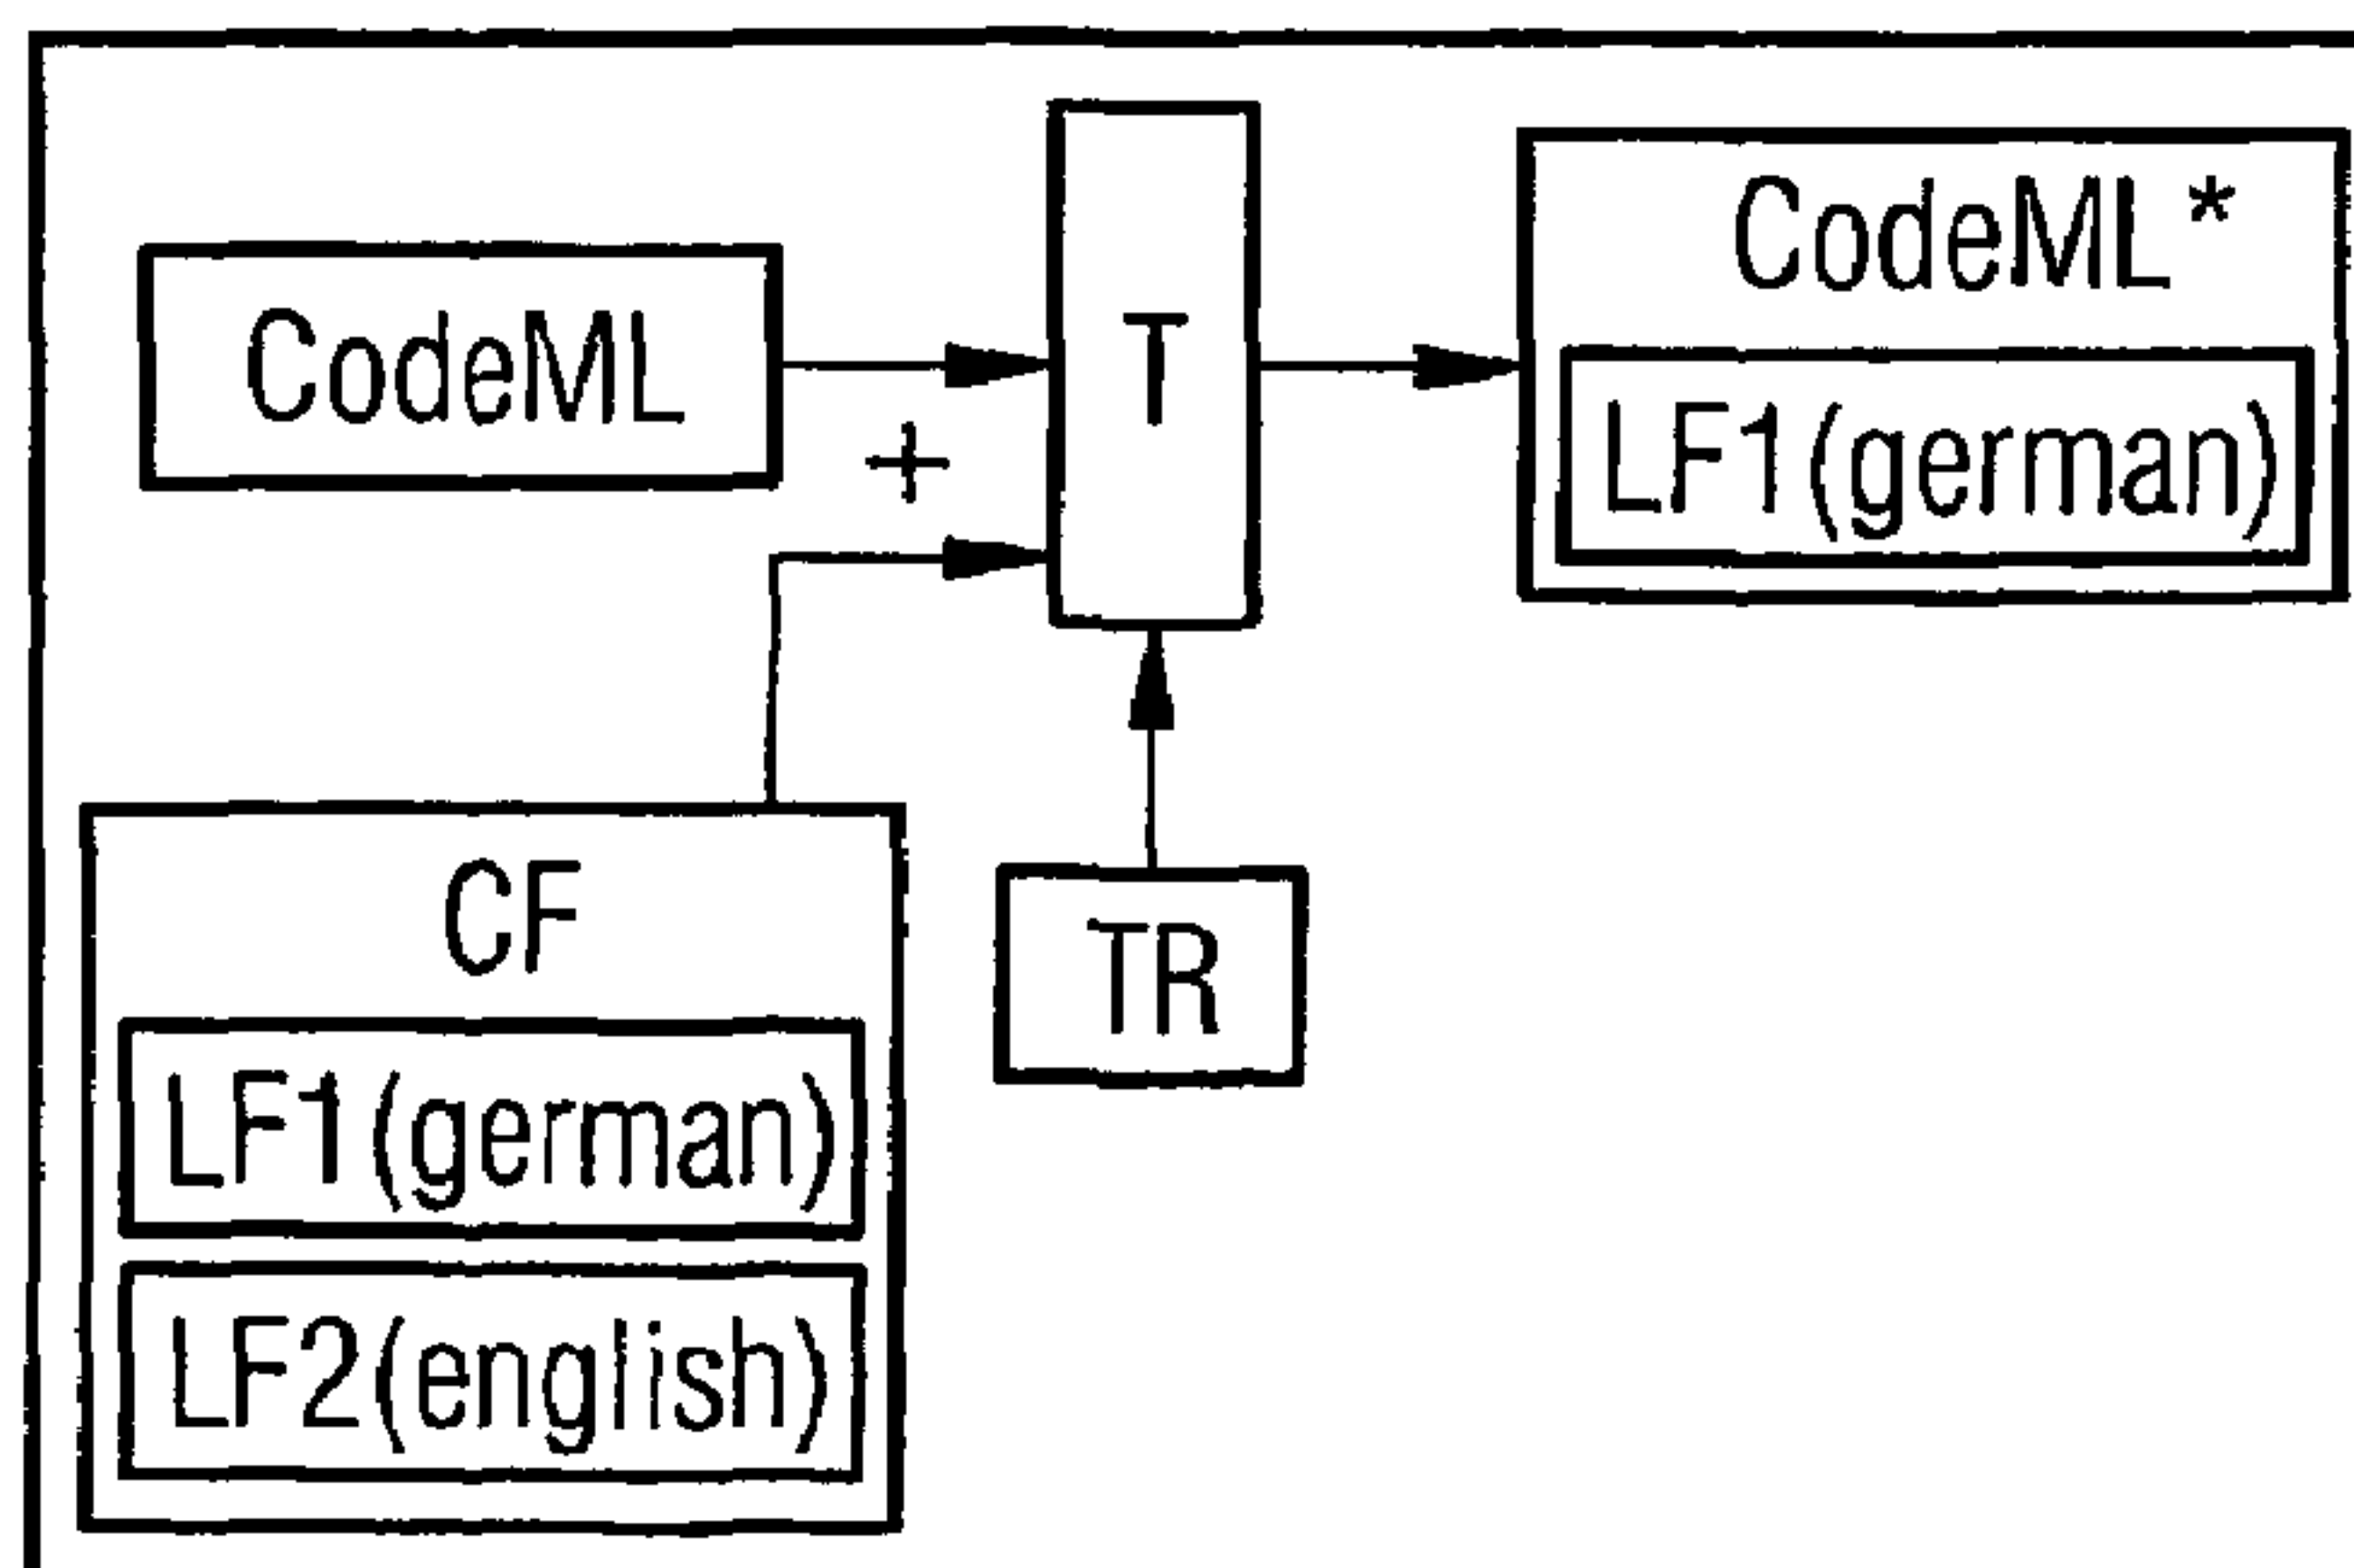 CodeML
+
T
CodeML*
LF1(german)
CF
LF1(german)
LF2(english)
TR